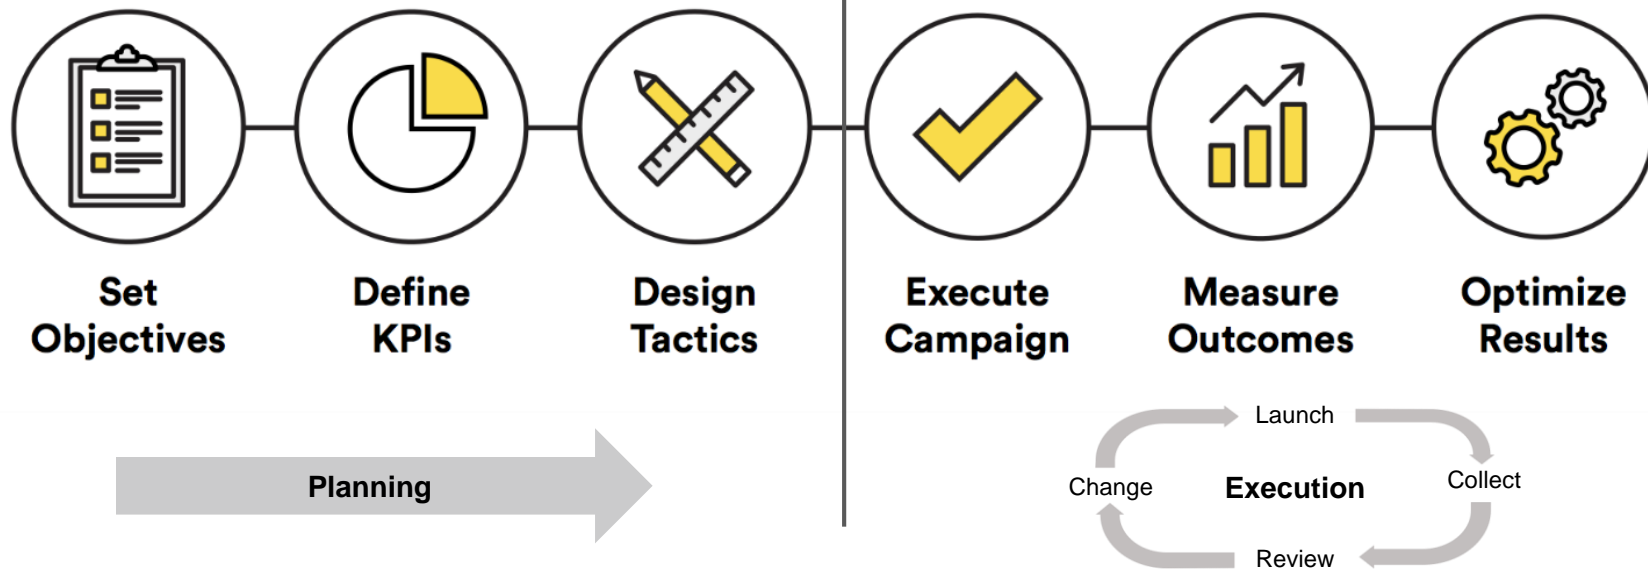 Set
Objectives
Define
KPIs
Design
Tactics
Execute
Campaign
Measure
Outcomes
Optimize
Results
Planning
Launch
Collect
Review
Change
Execution